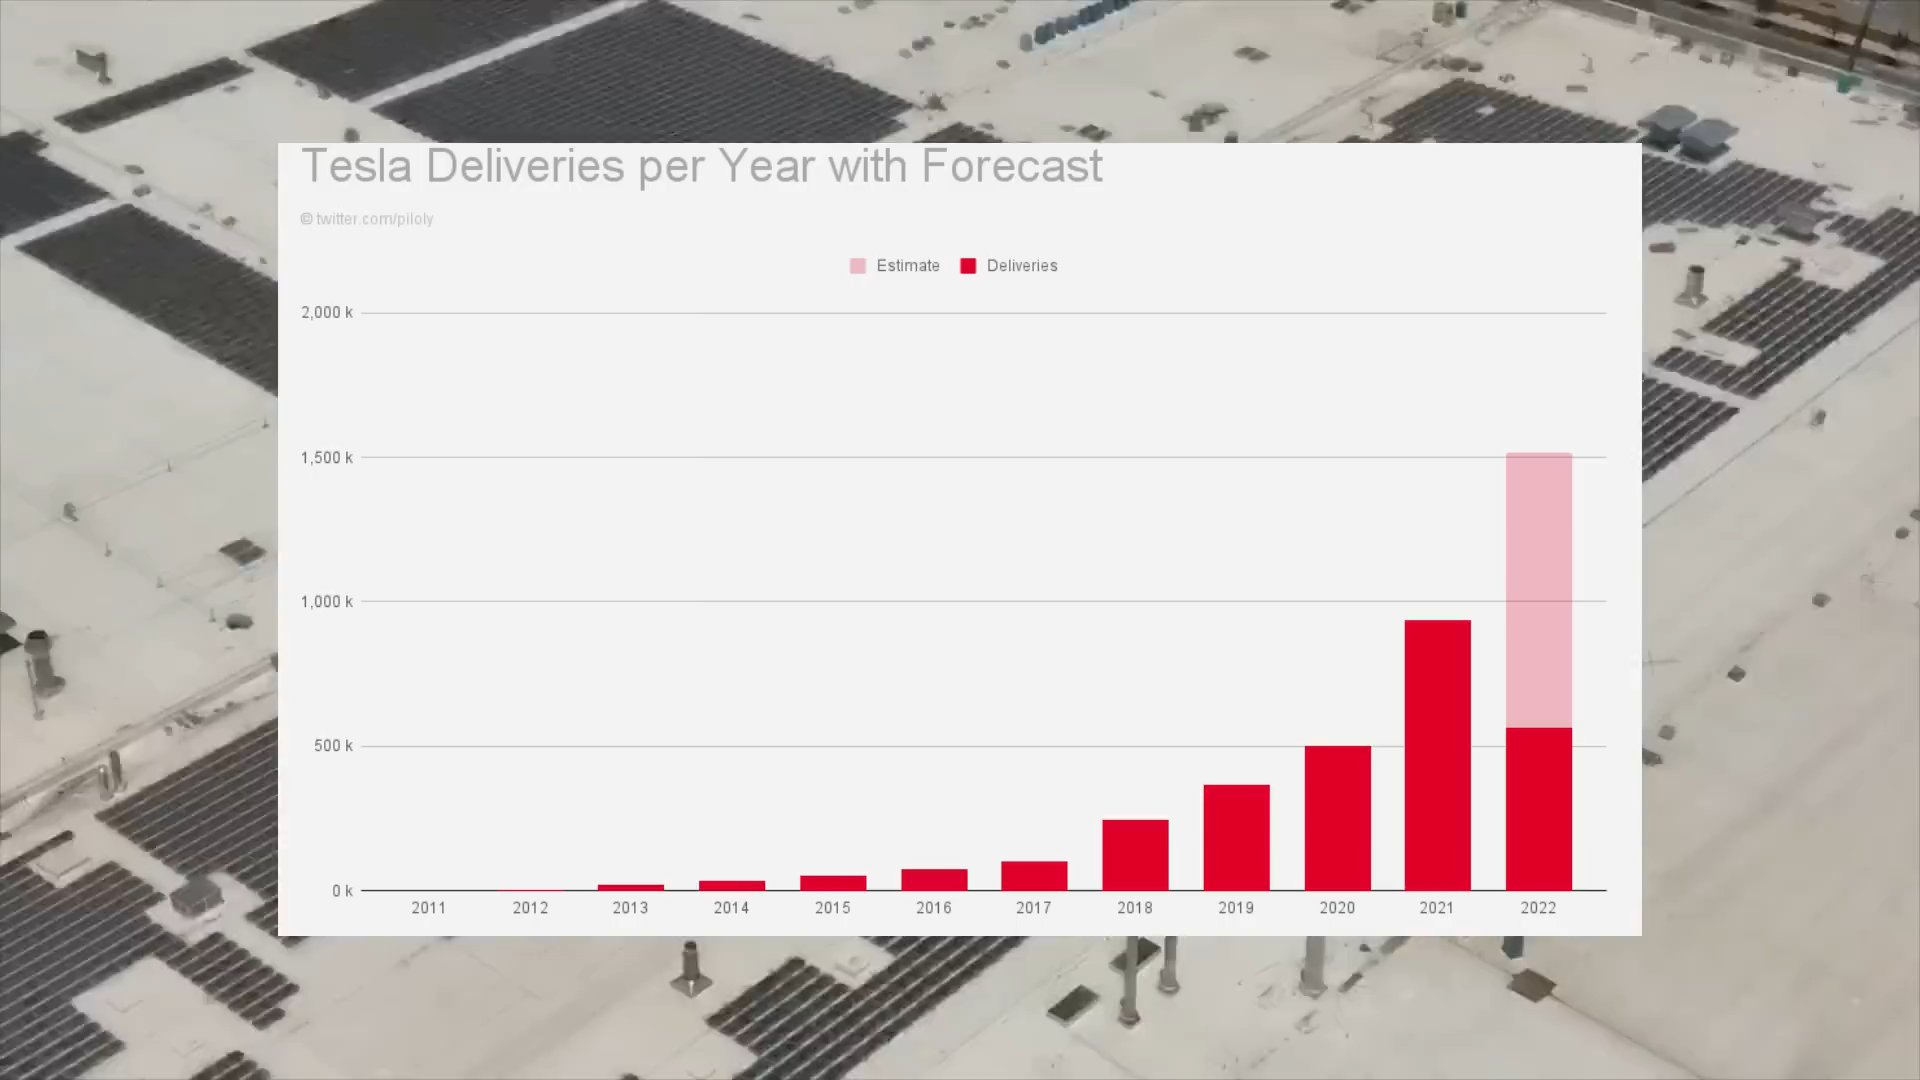 Tesla Deliveries per Year with Forecast
© twitter.com/piloly
Estimate Deliveries
2,000 k
1,500 k
1,000 k
500 k
0 k
2011 2012 2013 2014 2015 2016 2017 2018 2019 2020 2021 2022